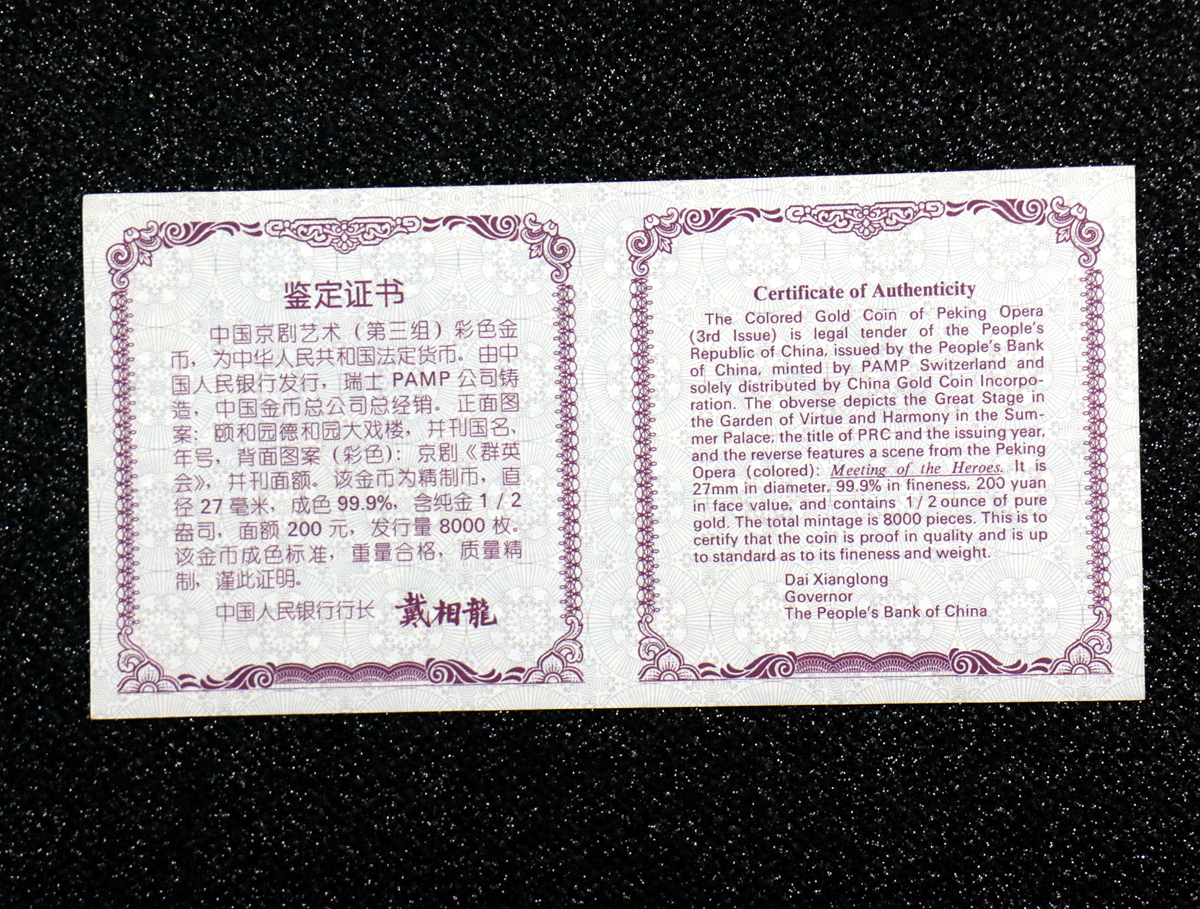 鉴定证书
中国京剧艺术（第三组）彩色金
币，为中华人民共和国法定货币。由中
国人民银行发行，瑞士 PAMP 公司铸
造，中国金币总公司总经销。正面图
案：颐和园德和园大戏楼，并刊国名，
年号，背面图案（彩色）：京剧《群英
会》，并刊面额。该金币为精制币，直
径 27 毫米，成色 99.9%，含纯金 1 / 2
盎司，面额 200 元，发行量 8000 枚。
该金币成色标准，重量合格，质量精
制，谨此证明。
中国人民银行行长 戴相龍
Certificate of Authenticity
The Colored Gold Coin of Peking Opera
(3rd Issue) is legal tender of the People's
Republic of China, issued by the People's Bank
of China, minted by PAMP Switzerland and
solely distributed by China Gold Coin Incorpo-
ration. The obverse depicts the Great Stage in
the Garden of Virtue and Harmony in the Sum-
mer Palace, the title of PRC and the issuing year,
and the reverse features a scene from the Peking
Opera (colored): Meeting of the Heroes. It is
27mm in diameter, 99.9% in fineness, 200 yuan
in face value, and contains 1/2 ounce of pure
gold. The total mintage is 8000 pieces. This is to
certify that the coin is proof in quality and is up
to standard as to its fineness and weight.
Dai Xianglong
Governor
The People's Bank of China